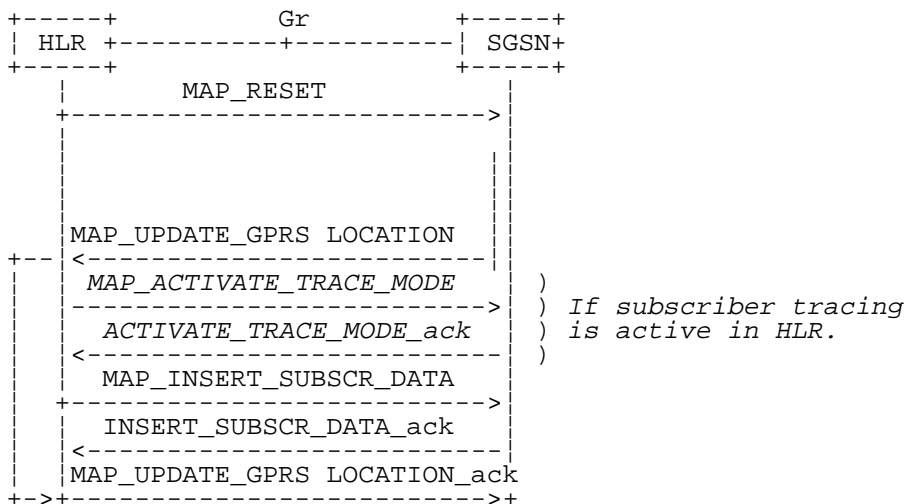 Gr
HLR SGSN
MAP_RESET
MAP_UPDATE_GPRS LOCATION
MAP_ACTIVATE_TRACE_MODE )
) If subscriber tracing
ACTIVATE_TRACE_MODE_ack ) is active in HLR.
)
MAP_INSERT_SUBSCR_DATA
INSERT_SUBSCR_DATA_ack
MAP_UPDATE_GPRS LOCATION_ack